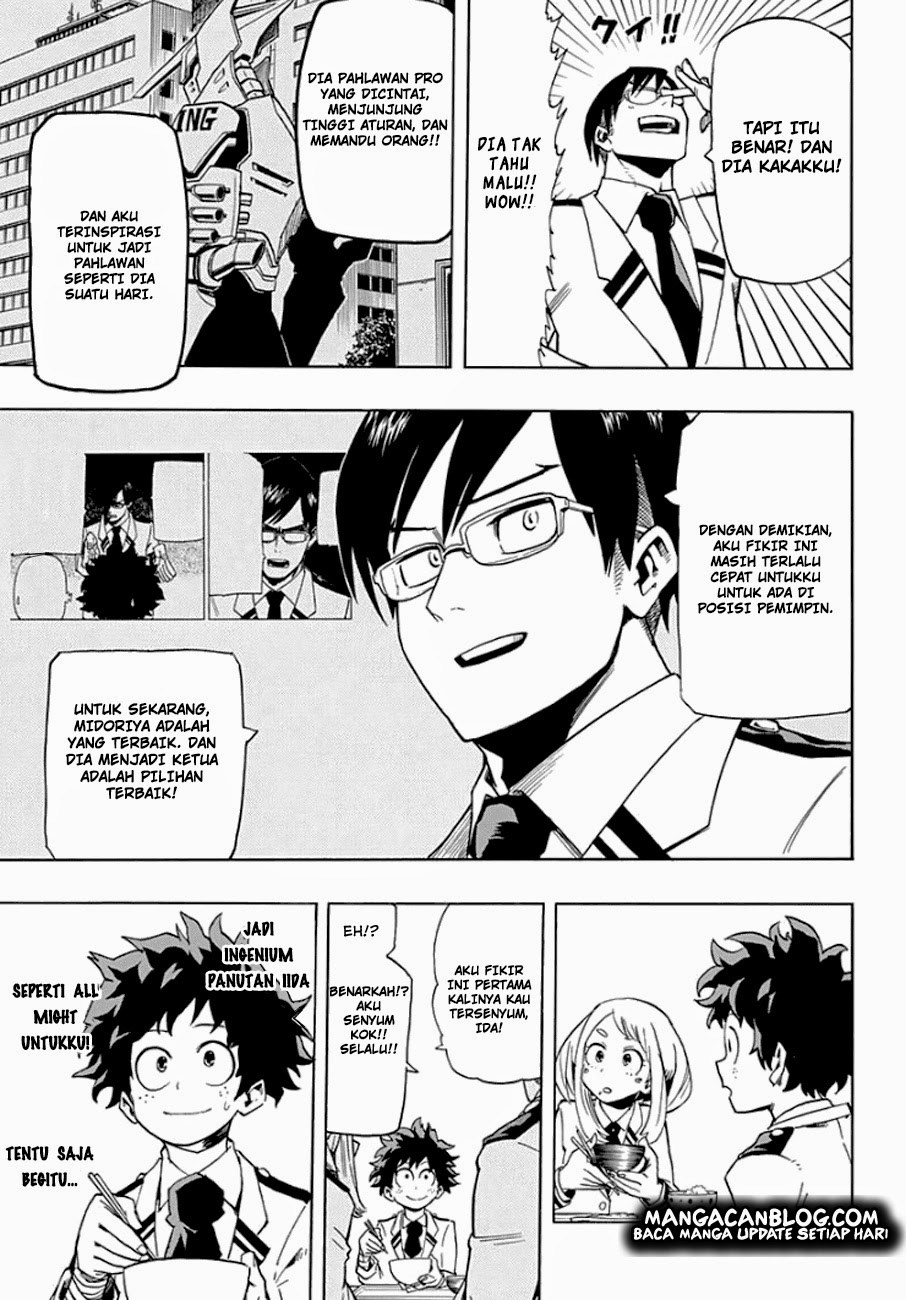 クイ!!
TAPI ITU
BENAR! DAN
DIA KAKAKKU!
DIA TAK
TAHU
MALU!!
WOW!!
DIA PAHLAWAN PRO
YANG DICINTAI,
MENJUNJUNG
TINGGI ATURAN, DAN
MEMANDU ORANG!!
ING
DAN AKU
TERINSPIRASI
UNTUK JADI
PAHLAWAN
SEPERTI DIA
SUATU HARI.
DENGAN DEMIKIAN,
AKU FIKIR INI
MASIH TERLALU
CEPAT UNTUKKU
UNTUK ADA DI
POSISI PEMIMPIN.
UNTUK SEKARANG,
MIDORIYA ADALAH
YANG TERBAIK. DAN
DIA MENJADI KETUA
ADALAH PILIHAN
TERBAIK!
AKU FIKIR
INI PERTAMA
KALINYA KAU
TERSENYUM,
IDA!
EH!?
BENARKAH!?
AKU
SENYUM
KOK!!
SELALU!!
JADI
INGENIUM
PANUTAN IIDA
SEPERTI ALL
MIGHT
UNTUKKU!
TENTU SAJA
BEGITU...
MANGACANBLOG.COM
BACA MANGA UPDATE SETIAP HARI